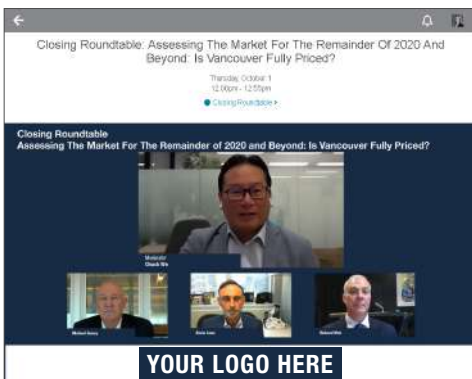 Closing Roundtable: Assessing The Market For The Remainder Of 2020 And
Beyond: Is Vancouver Fully Priced?
Thursday, October 1
12:00pm - 12:55pm
Closing Roundtable >
Closing Roundtable
Assessing The Market For The Remainder of 2020 and Beyond: Is Vancouver Fully Priced?
Moderator
Chuck
Michael
YOUR LOGO HERE